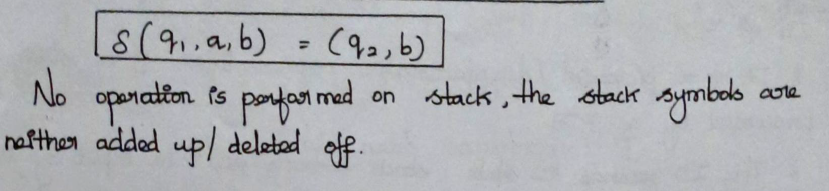 δ(q₁, a, b) = (q₂, b)
No operation is performed on stack, the stack symbols are
neither added up/ deleted off.